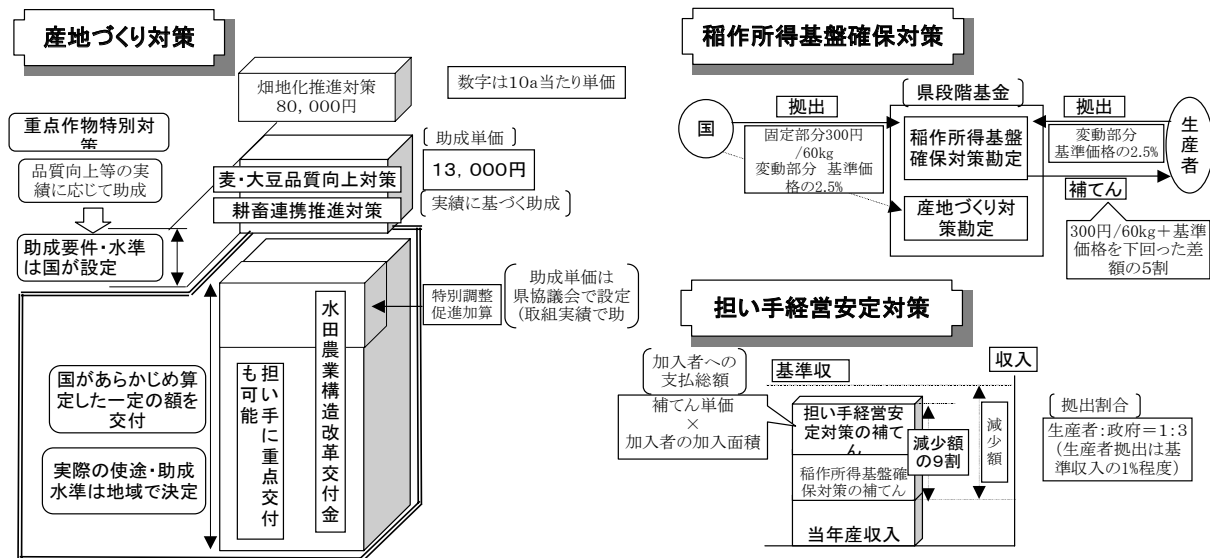 産地づくり対策
畑地化推進対策
80，000円
数字は10a当たり単価
重点作物特別対
策
品質向上等の実
績に応じて助成
助成要件・水準
は国が設定
麦・大豆品質向上対策
耕畜連携推進対策
助成単価
13，000円
実績に基づく助成
特別調整
促進加算
助成単価は
県協議会で設定
(取組実績で助
国があらかじめ算
定した一定の額を
交付
実際の使途・助成
水準は地域で決定
担い手に重点交付
も可能
水田農業構造改革交付金
稲作所得基盤確保対策
県段階基金
国
拠出
固定部分300円
/60kg
変動部分 基準価
格の2.5%
稲作所得基盤
確保対策勘定
産地づくり対
策勘定
拠出
変動部分
基準価格の2.5%
生産者
補てん
300円/60kg＋基準
価格を下回った差
額の5割
担い手経営安定対策
加入者への
支払総額
補てん単価
×
加入者の加入面積
基準収
収入
担い手経営安
定対策の補て
ん
稲作所得基盤確
保対策の補てん
当年産収入
減少額
の9割
減少額
拠出割合
生産者：政府＝1：3
(生産者拠出は基
準収入の1%程度)